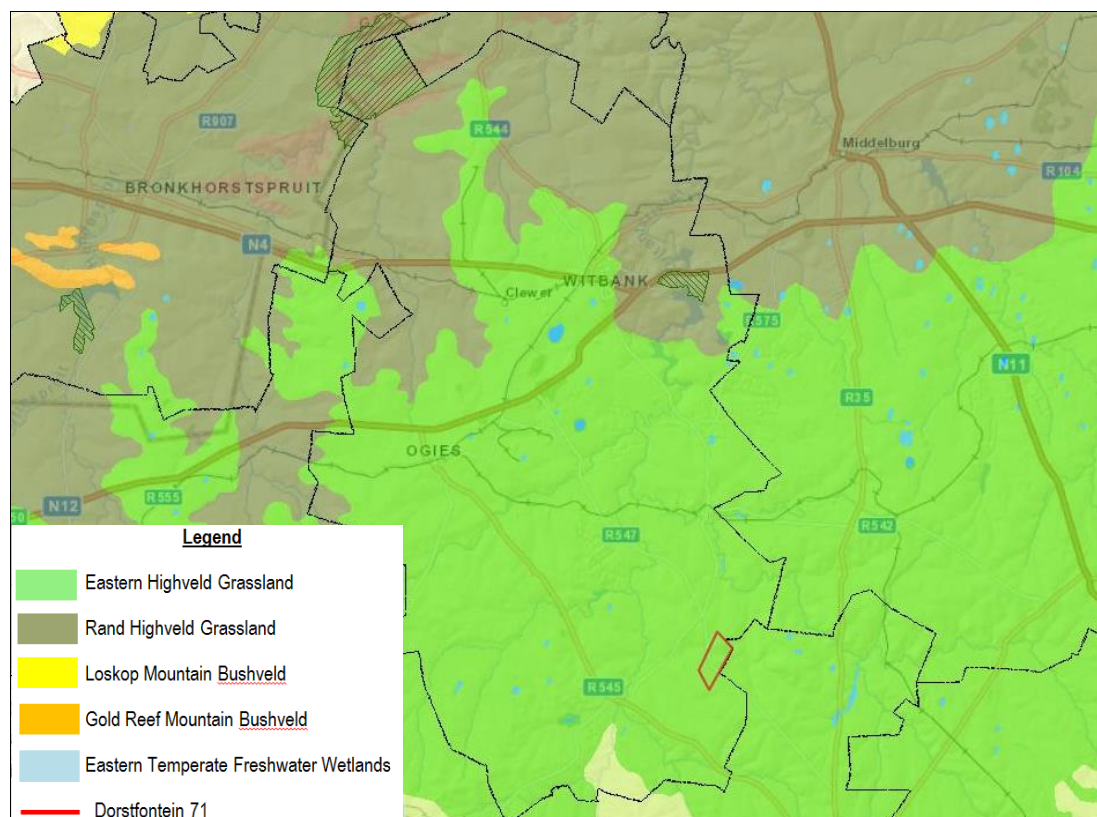 R907
R544
Middelburg
R104
BRONKHORSTSPRUIT
N4
WITBANK
Clewer
R575
N11
R35
OGIES
R555
N12
50
R547
R542
R545
Legend
Eastern Highveld Grassland
Rand Highveld Grassland
Loskop Mountain Bushveld
Gold Reef Mountain Bushveld
Eastern Temperate Freshwater Wetlands
Dorstfontein 71